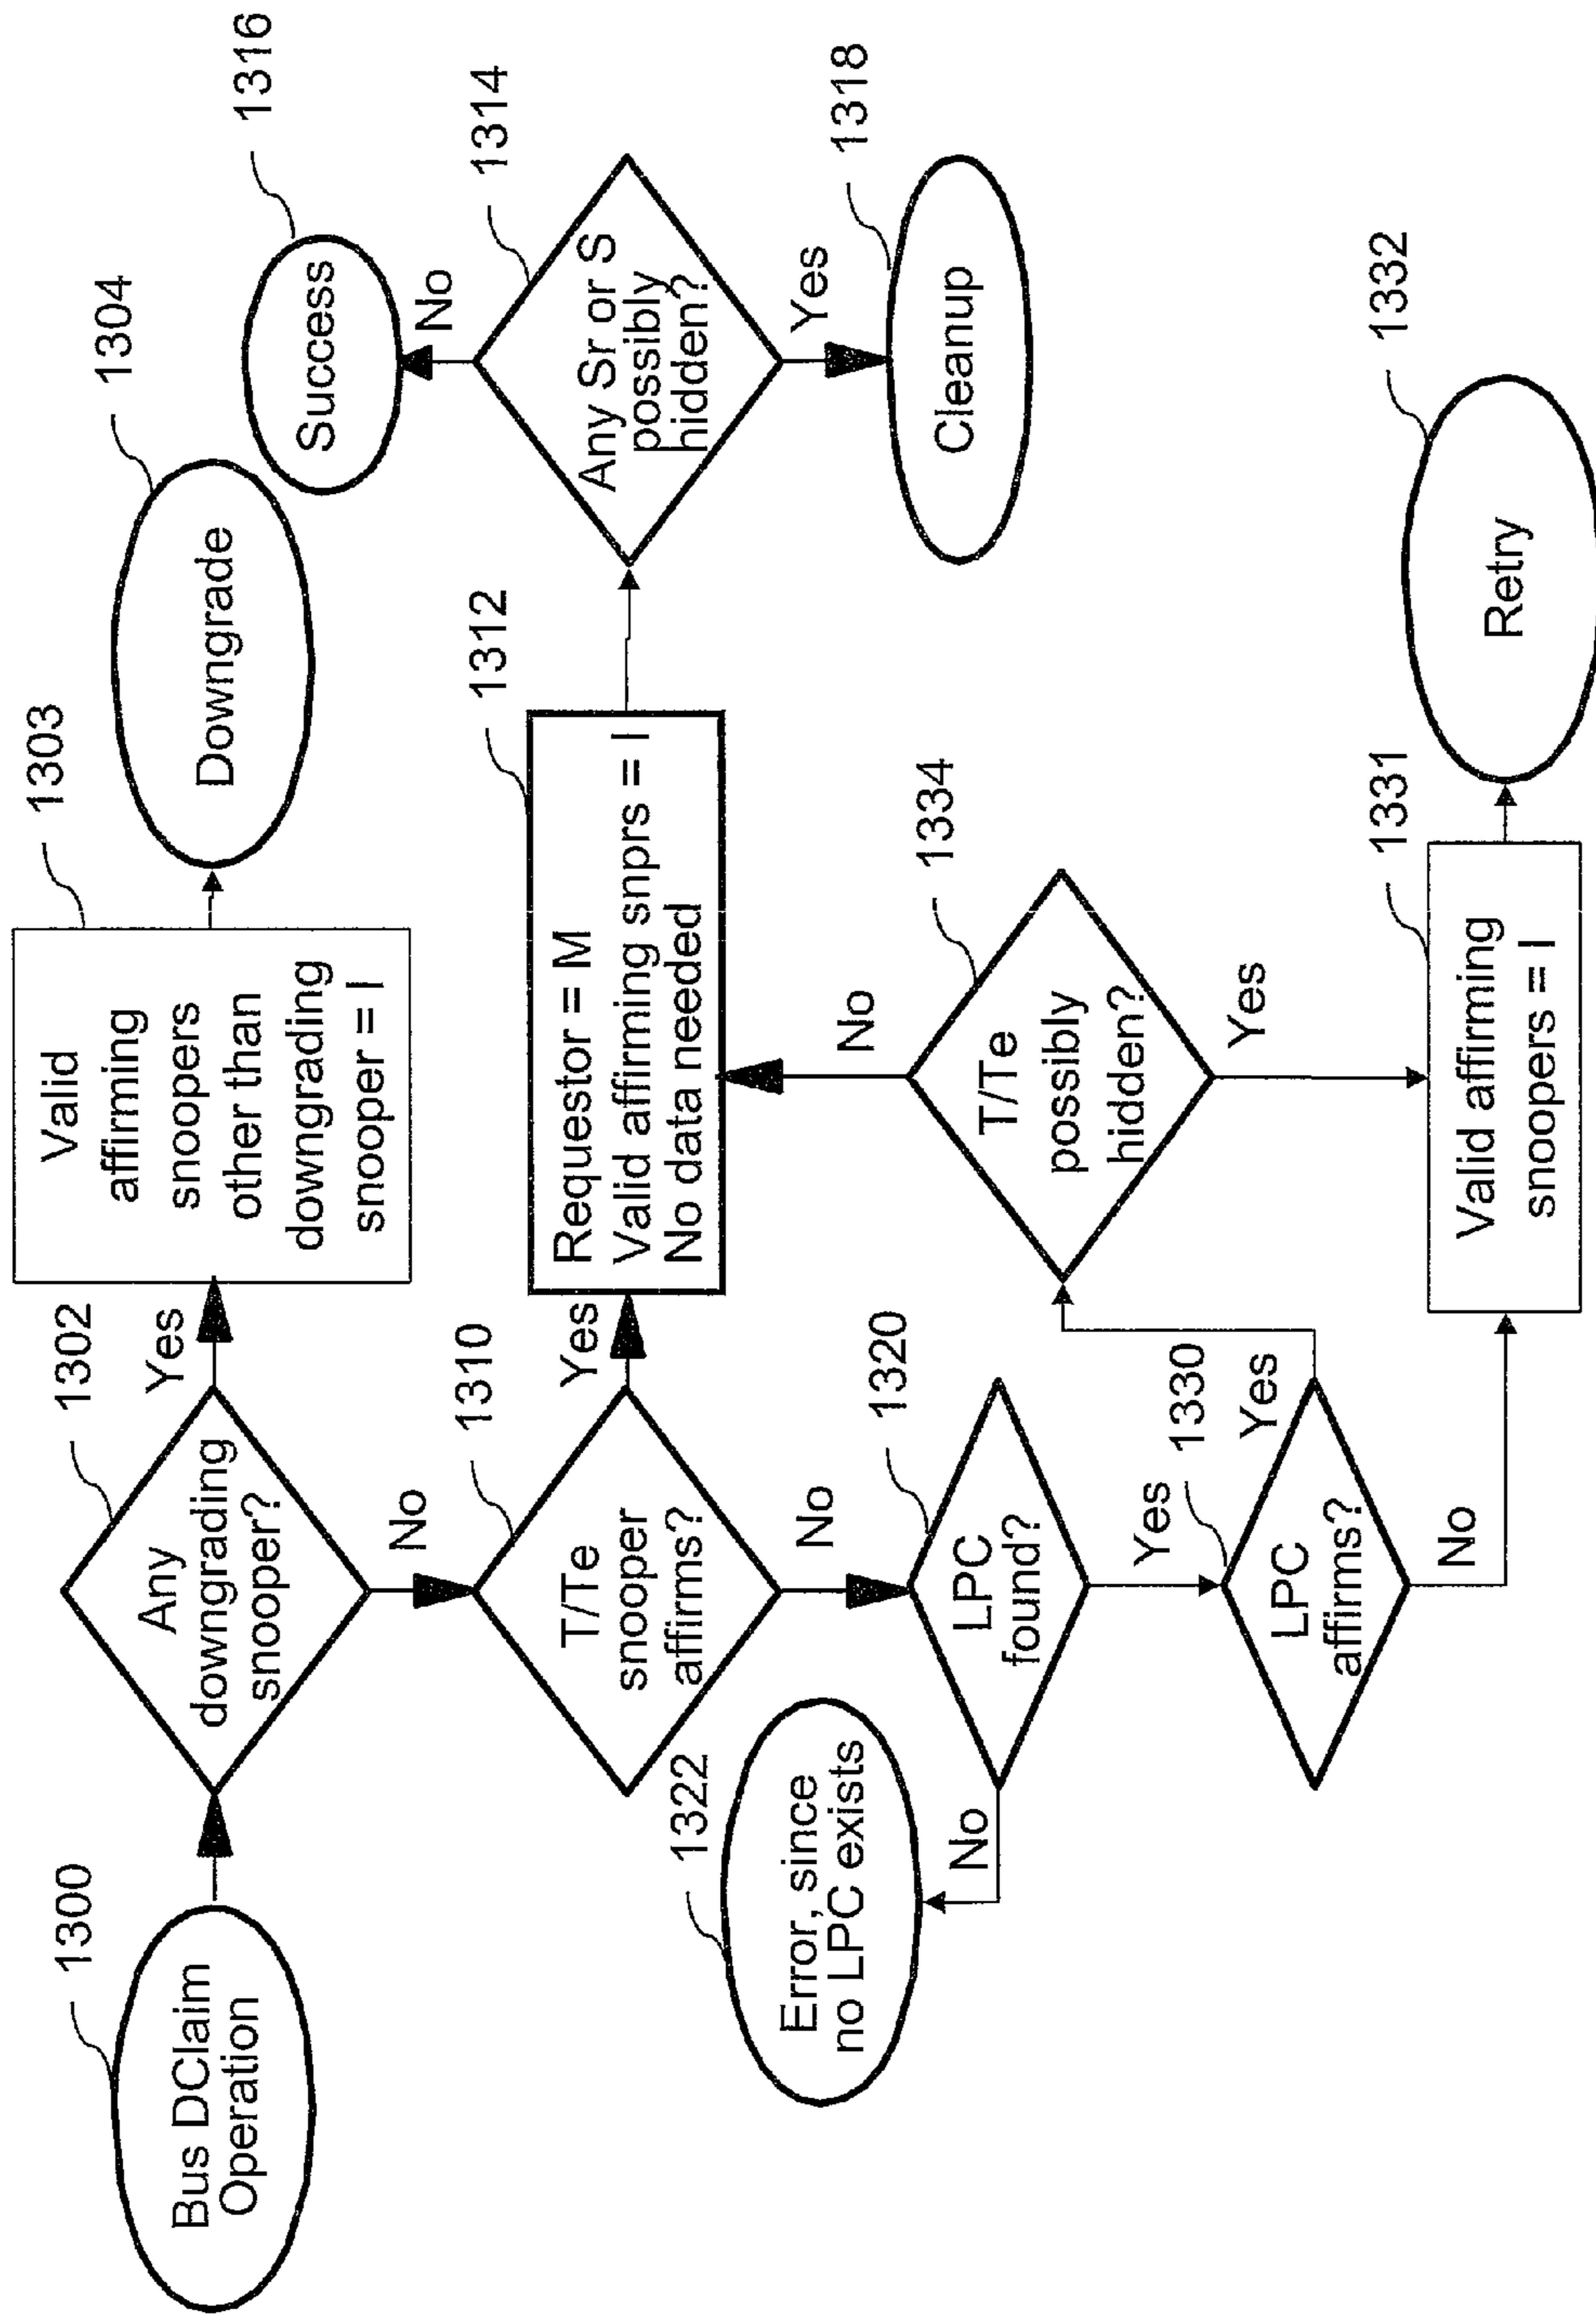 1300
Bus DClaim
Operation
1302
Any
downgrading
snooper?
Yes
No
1303
Valid
affirming
snoopers
other than
downgrading
snooper = I
1304
Downgrade
1310
T/Te
snooper
affirms?
Yes
No
1312
Requestor = M
Valid affirming snprs = I
No data needed
1314
Any Sr or S
possibly
hidden?
No
Yes
1316
Success
1318
Cleanup
1320
LPC
found?
No
Yes
1322
Error, since
no LPC exists
1330
LPC
affirms?
Yes
No
1334
T/Te
possibly
hidden?
No
Yes
1331
Valid affirming
snoopers = I
1332
Retry